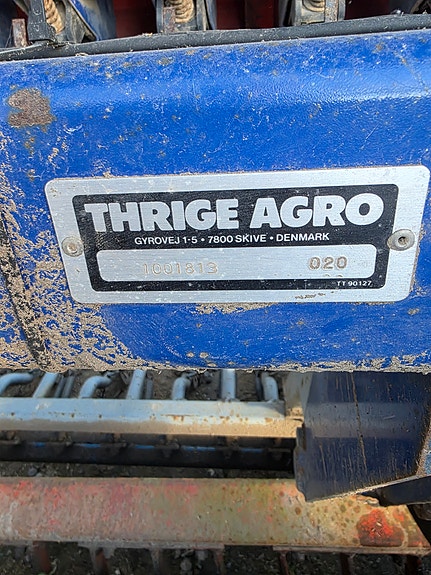 THRIGE AGRO
GYROVEJ 1-5 • 7800 SKIVE • DENMARK
1001813 020
TT 90127